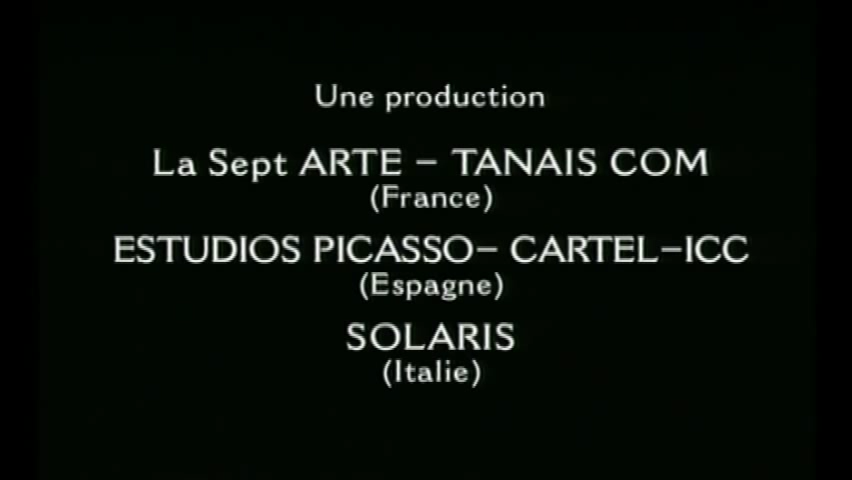 Une production
La Sept ARTE – TANAIS COM
(France)
ESTUDIOS PICASSO– CARTEL–ICC
(Espagne)
SOLARIS
(Italie)